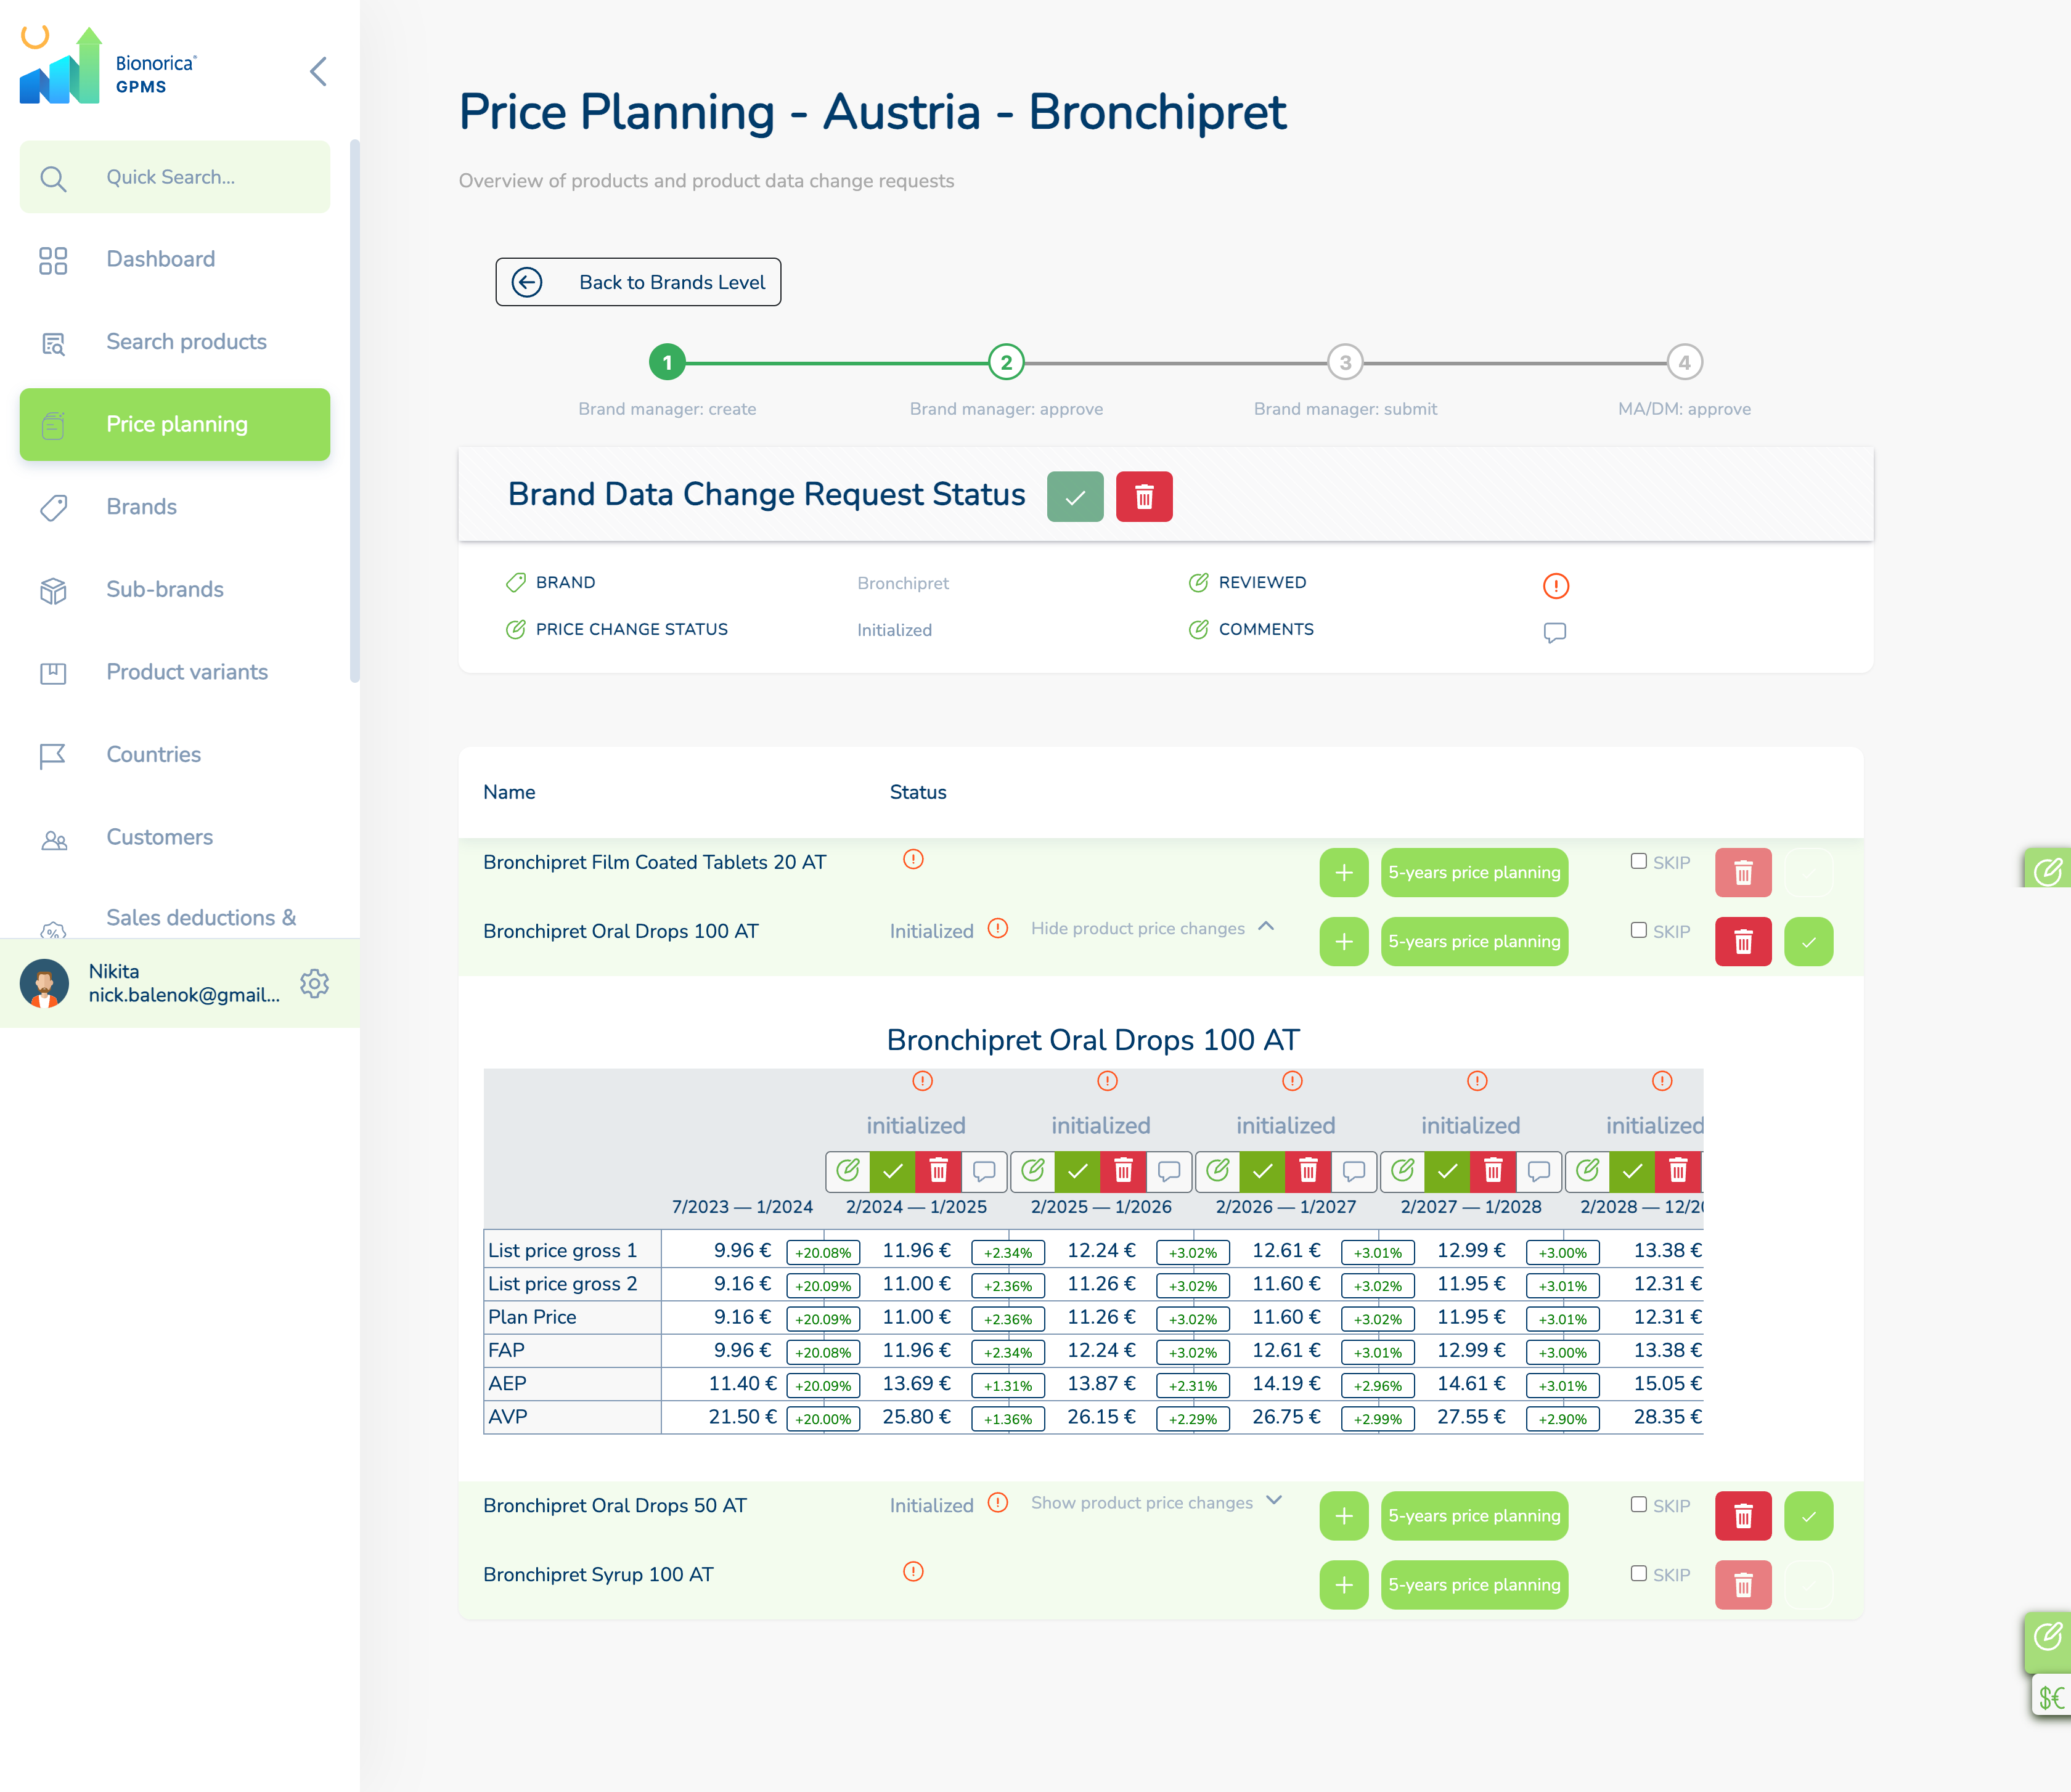 Bionorica®
GPMS
Quick Search...
Dashboard
Search products
Price planning
Brands
Sub-brands
Product variants
Countries
Customers
Sales deductions &
Nikita
nick.balenok@gmail...
Price Planning - Austria - Bronchipret
Overview of products and product data change requests
Back to Brands Level
1 2 3 4
Brand manager: create Brand manager: approve Brand manager: submit MA/DM: approve
Brand Data Change Request Status
BRAND Bronchipret REVIEWED
PRICE CHANGE STATUS Initialized COMMENTS
Name Status
Bronchipret Film Coated Tablets 20 AT 5-years price planning SKIP
Bronchipret Oral Drops 100 AT Initialized Hide product price changes 5-years price planning SKIP
Bronchipret Oral Drops 100 AT
initialized initialized initialized initialized initialized
7/2023 — 1/2024 2/2024 — 1/2025 2/2025 — 1/2026 2/2026 — 1/2027 2/2027 — 1/2028 2/2028 — 12/20
List price gross 1 9.96 € +20.08% 11.96 € +2.34% 12.24 € +3.02% 12.61 € +3.01% 12.99 € +3.00% 13.38 €
List price gross 2 9.16 € +20.09% 11.00 € +2.36% 11.26 € +3.02% 11.60 € +3.02% 11.95 € +3.01% 12.31 €
Plan Price 9.16 € +20.09% 11.00 € +2.36% 11.26 € +3.02% 11.60 € +3.02% 11.95 € +3.01% 12.31 €
FAP 9.96 € +20.08% 11.96 € +2.34% 12.24 € +3.02% 12.61 € +3.01% 12.99 € +3.00% 13.38 €
AEP 11.40 € +20.09% 13.69 € +1.31% 13.87 € +2.31% 14.19 € +2.96% 14.61 € +3.01% 15.05 €
AVP 21.50 € +20.00% 25.80 € +1.36% 26.15 € +2.29% 26.75 € +2.99% 27.55 € +2.90% 28.35 €
Bronchipret Oral Drops 50 AT Initialized Show product price changes 5-years price planning SKIP
Bronchipret Syrup 100 AT 5-years price planning SKIP
$€